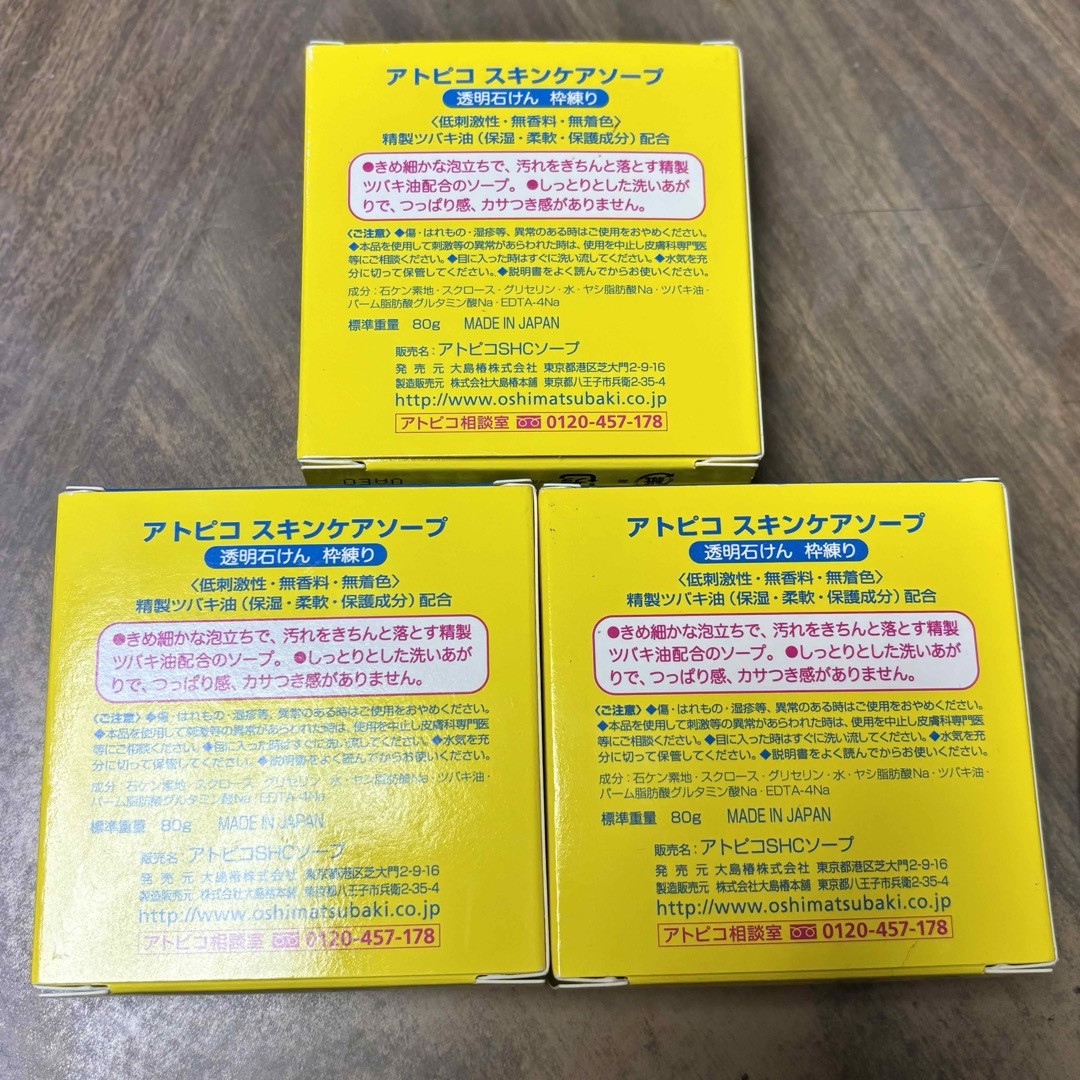 アトピコ スキンケアソープ
透明石けん 枠練り
〈低刺激性・無香料・無着色〉
精製ツバキ油（保湿・柔軟・保護成分）配合
●きめ細かな泡立ちで、汚れをきちんと落とす精製
ツバキ油配合のソープ。●しっとりとした洗いあが
りで、つっぱり感、カサつき感がありません。
〈ご注意〉◆傷・はれもの・湿疹等、異常のある時はご使用をおやめください。
◆本品を使用して刺激等の異常があらわれた時は、使用を中止し皮膚科専門医
等にご相談ください。◆目に入った時はすぐに洗い流してください。◆水気を充
分に切って保管してください。◆説明書をよく読んでからお使いください。
成分：石ケン素地・スクロース・グリセリン・水・ヤシ脂肪酸Na・ツバキ油・
パーム脂肪酸グルタミン酸Na・EDTA-4Na
標準重量 80g MADE IN JAPAN
販売名：アトピコSHCソープ
発売元 大島椿株式会社 東京都港区芝大門2-9-16
製造販売元 株式会社大島椿本舗 東京都八王子市兵衛2-35-4
http://www.oshimatsubaki.co.jp
アトピコ相談室 0120-457-178
アトピコ スキンケアソープ
透明石けん 枠練り
〈低刺激性・無香料・無着色〉
精製ツバキ油（保湿・柔軟・保護成分）配合
●きめ細かな泡立ちで、汚れをきちんと落とす精製
ツバキ油配合のソープ。●しっとりとした洗いあが
りで、つっぱり感、カサつき感がありません。
〈ご注意〉◆傷・はれもの・湿疹等、異常のある時はご使用をおやめください。
◆本品を使用して刺激等の異常があらわれた時は、使用を中止し皮膚科専門医
等にご相談ください。◆目に入った時はすぐに洗い流してください。◆水気を充
分に切って保管してください。◆説明書をよく読んでからお使いください。
成分：石ケン素地・スクロース・グリセリン・水・ヤシ脂肪酸Na・ツバキ油・
パーム脂肪酸グルタミン酸Na・EDTA-4Na
標準重量 80g MADE IN JAPAN
販売名：アトピコSHCソープ
発売元 大島椿株式会社 東京都港区芝大門2-9-16
製造販売元 株式会社大島椿本舗 東京都八王子市兵衛2-35-4
http://www.oshimatsubaki.co.jp
アトピコ相談室 0120-457-178
アトピコ スキンケアソープ
透明石けん 枠練り
〈低刺激性・無香料・無着色〉
精製ツバキ油（保湿・柔軟・保護成分）配合
●きめ細かな泡立ちで、汚れをきちんと落とす精製
ツバキ油配合のソープ。●しっとりとした洗いあが
りで、つっぱり感、カサつき感がありません。
〈ご注意〉◆傷・はれもの・湿疹等、異常のある時はご使用をおやめください。
◆本品を使用して刺激等の異常があらわれた時は、使用を中止し皮膚科専門医
等にご相談ください。◆目に入った時はすぐに洗い流してください。◆水気を充
分に切って保管してください。◆説明書をよく読んでからお使いください。
成分：石ケン素地・スクロース・グリセリン・水・ヤシ脂肪酸Na・ツバキ油・
パーム脂肪酸グルタミン酸Na・EDTA-4Na
標準重量 80g MADE IN JAPAN
販売名：アトピコSHCソープ
発売元 大島椿株式会社 東京都港区芝大門2-9-16
製造販売元 株式会社大島椿本舗 東京都八王子市兵衛2-35-4
http://www.oshimatsubaki.co.jp
アトピコ相談室 0120-457-178